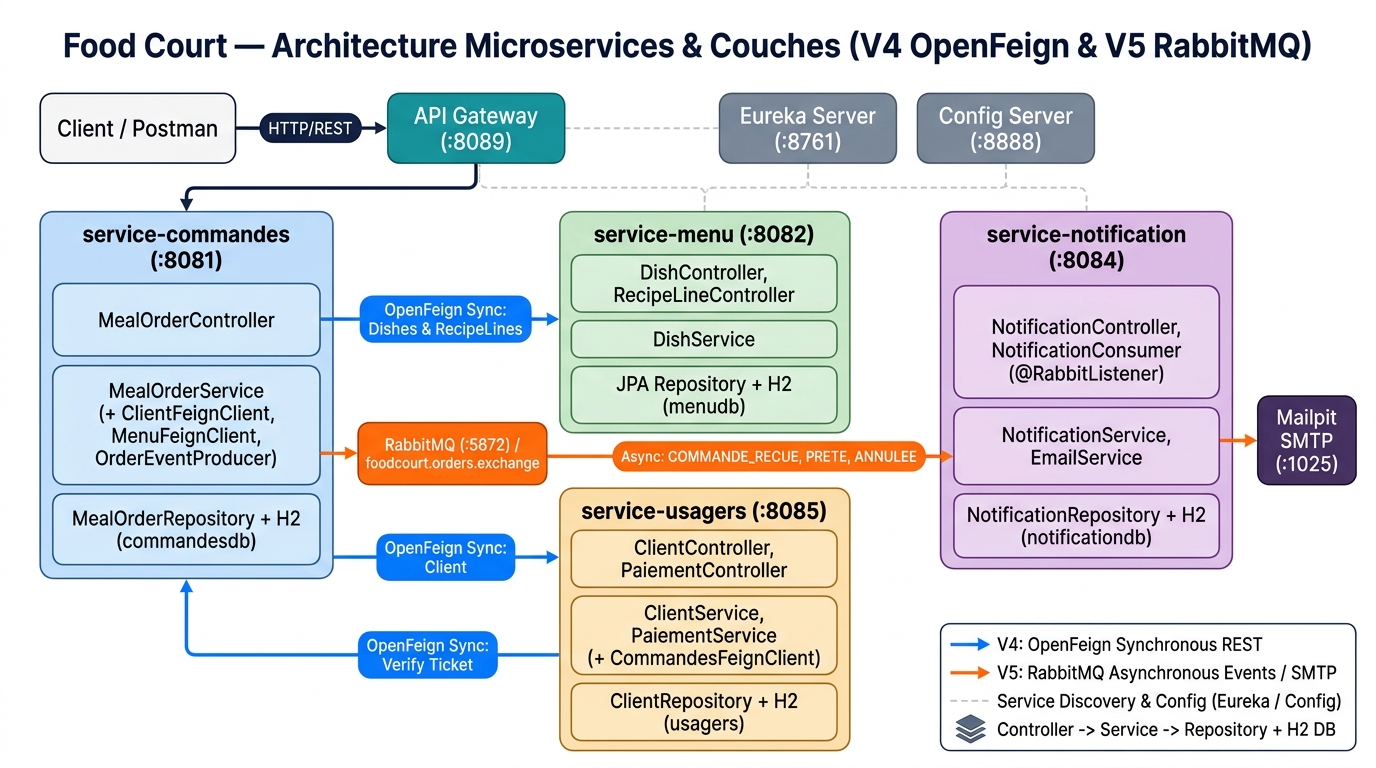 Food Court — Architecture Microservices & Couches (V4 OpenFeign & V5 RabbitMQ)
Client / Postman
HTTP/REST
API Gateway
(:8089)
Eureka Server
(:8761)
Config Server
(:8888)
service-commandes
(:8081)
MealOrderController
MealOrderService
(+ ClientFeignClient,
MenuFeignClient,
OrderEventProducer)
MealOrderRepository + H2
(commandesdb)
OpenFeign Sync:
Dishes & RecipeLines
RabbitMQ (:5872) /
foodcourt.orders.exchange
OpenFeign Sync:
Client
OpenFeign Sync:
Verify Ticket
service-menu (:8082)
DishController,
RecipeLineController
DishService
JPA Repository + H2
(menudb)
Async: COMMANDE_RECUE, PRETE, ANNULEE
service-usagers (:8085)
ClientController,
PaiementController
ClientService,
PaiementService
(+ CommandesFeignClient)
ClientRepository + H2
(usagers)
service-notification
(:8084)
NotificationController,
NotificationConsumer
(@RabbitListener)
NotificationService,
EmailService
NotificationRepository + H2
(notificationdb)
Mailpit
SMTP
(:1025)
V4: OpenFeign Synchronous REST
V5: RabbitMQ Asynchronous Events / SMTP
Service Discovery & Config (Eureka / Config)
Controller -> Service -> Repository + H2 DB